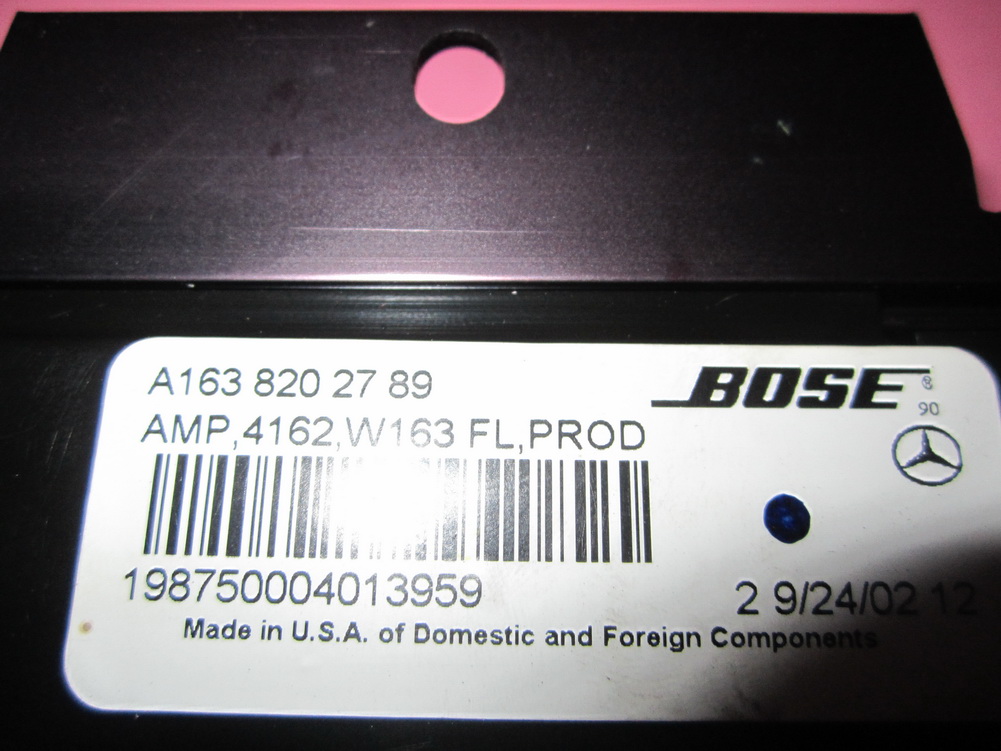 A163 820 27 89
BOSE ®
90
AMP,4162,W163 FL,PROD
198750004013959
2 9/24/02 12
Made in U.S.A. of Domestic and Foreign Components